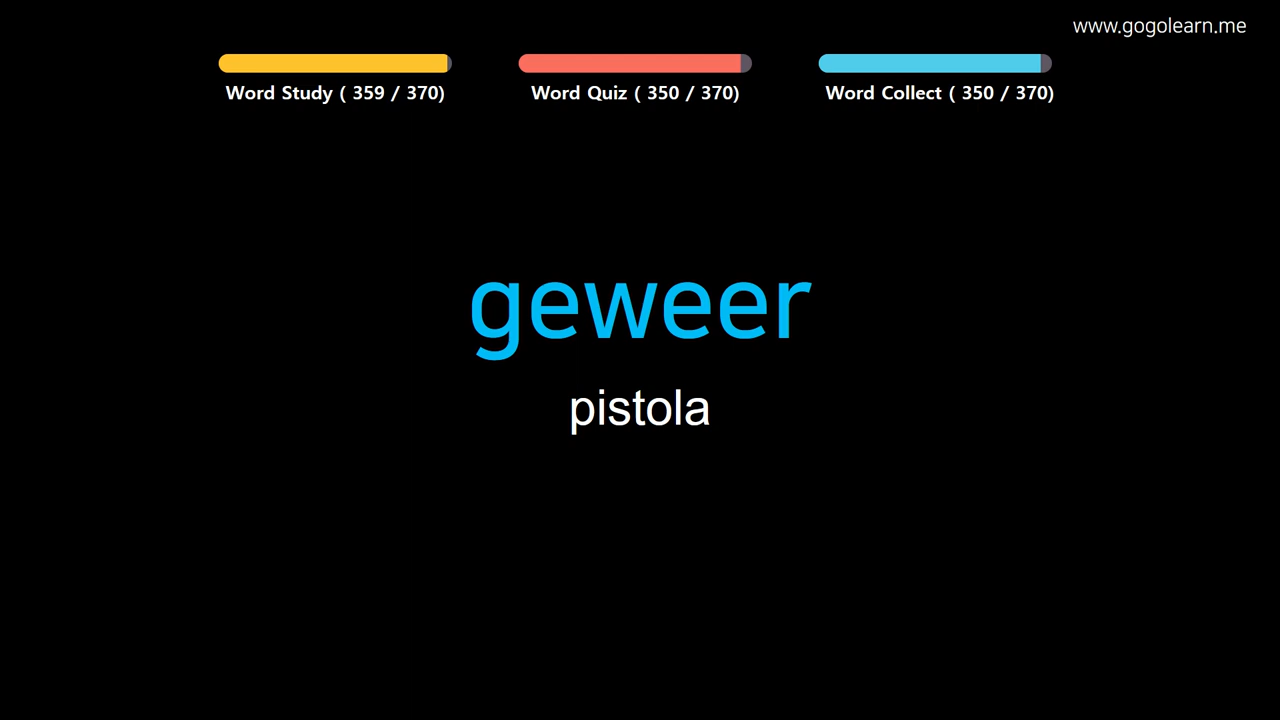 www.gogolearn.me
Word Study ( 359 / 370)
Word Quiz ( 350 / 370)
Word Collect ( 350 / 370)
geweer
pistola